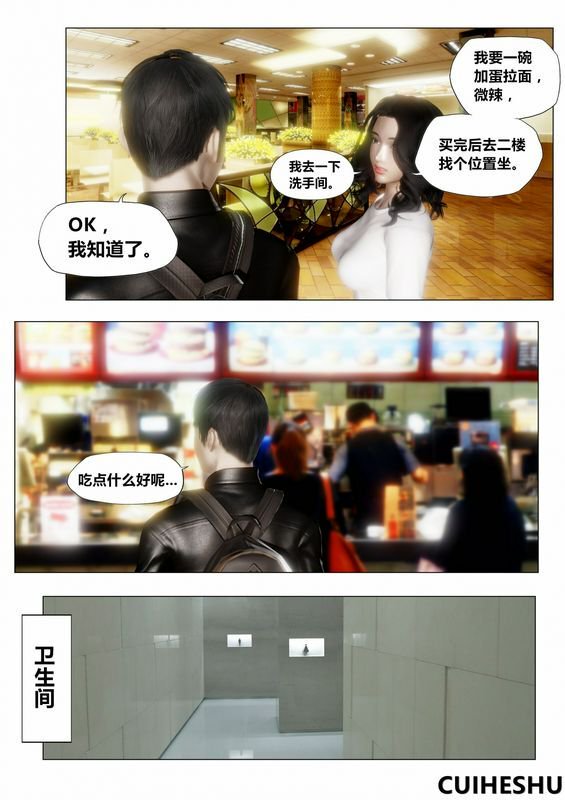 我要一碗
加蛋拉面，
微辣，
买完后去二楼
找个位置坐。
我去一下
洗手间。
OK，
我知道了。
吃点什么好呢...
卫生间
CUIHESHU